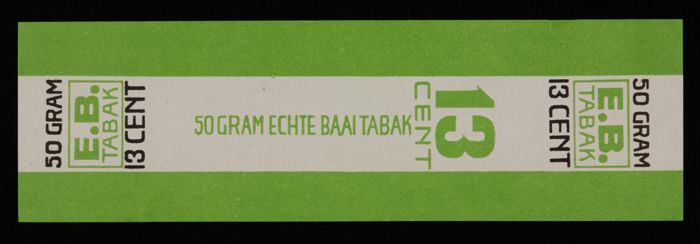 50 GRAM
E.B.
TABAK
13 CENT
50 GRAM ECHTE BAAI TABAK
13
CENT
50 GRAM
E.B.
TABAK
13 CENT